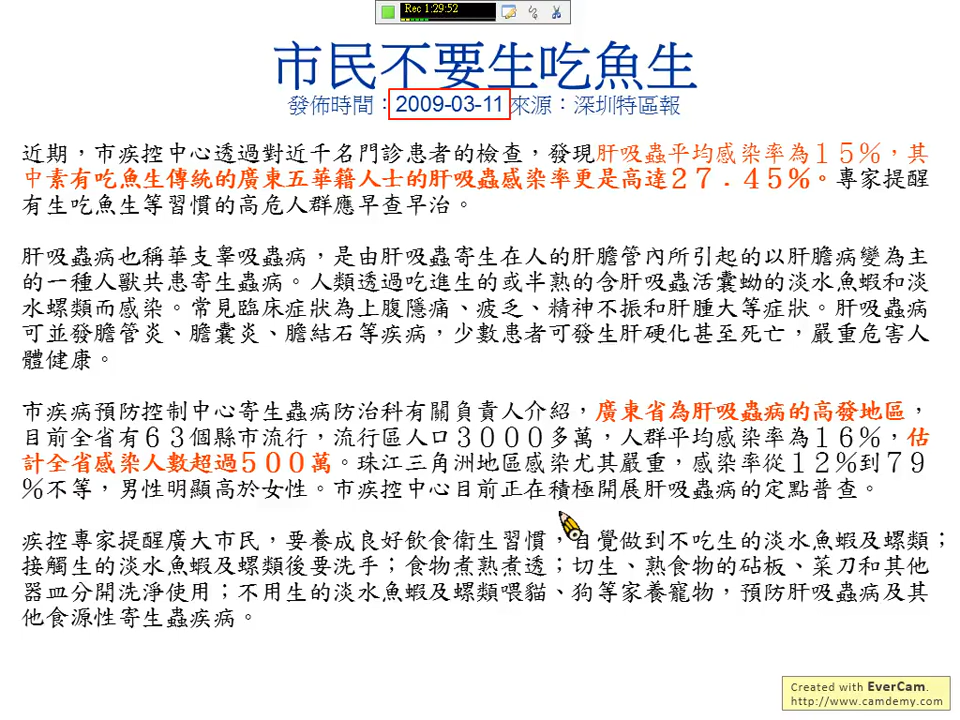 Rec 1:29:52
市民不要生吃魚生
發佈時間：2009-03-11 來源：深圳特區報
近期，市疾控中心透過對近千名門診患者的檢查，發現肝吸蟲平均感染率為１５％，其
中素有吃魚生傳統的廣東五華籍人士的肝吸蟲感染率更是高達２７．４５％。專家提醒
有生吃魚生等習慣的高危人群應早查早治。
肝吸蟲病也稱華支睾吸蟲病，是由肝吸蟲寄生在人的肝膽管內所引起的以肝膽病變為主
的一種人獸共患寄生蟲病。人類透過吃進生的或半熟的含肝吸蟲活囊蚴的淡水魚蝦和淡
水螺類而感染。常見臨床症狀為上腹隱痛、疲乏、精神不振和肝腫大等症狀。肝吸蟲病
可並發膽管炎、膽囊炎、膽結石等疾病，少數患者可發生肝硬化甚至死亡，嚴重危害人
體健康。
市疾病預防控制中心寄生蟲病防治科有關負責人介紹，廣東省為肝吸蟲病的高發地區，
目前全省有６３個縣市流行，流行區人口３０００多萬，人群平均感染率為１６％，估
計全省感染人數超過５００萬。珠江三角洲地區感染尤其嚴重，感染率從１２％到７９
％不等，男性明顯高於女性。市疾控中心目前正在積極開展肝吸蟲病的定點普查。
疾控專家提醒廣大市民，要養成良好飲食衛生習慣，自覺做到不吃生的淡水魚蝦及螺類；
接觸生的淡水魚蝦及螺類後要洗手；食物煮熟煮透；切生、熟食物的砧板、菜刀和其他
器皿分開洗淨使用；不用生的淡水魚蝦及螺類喂貓、狗等家養寵物，預防肝吸蟲病及其
他食源性寄生蟲疾病。
Created with EverCam.
http://www.camdemy.com